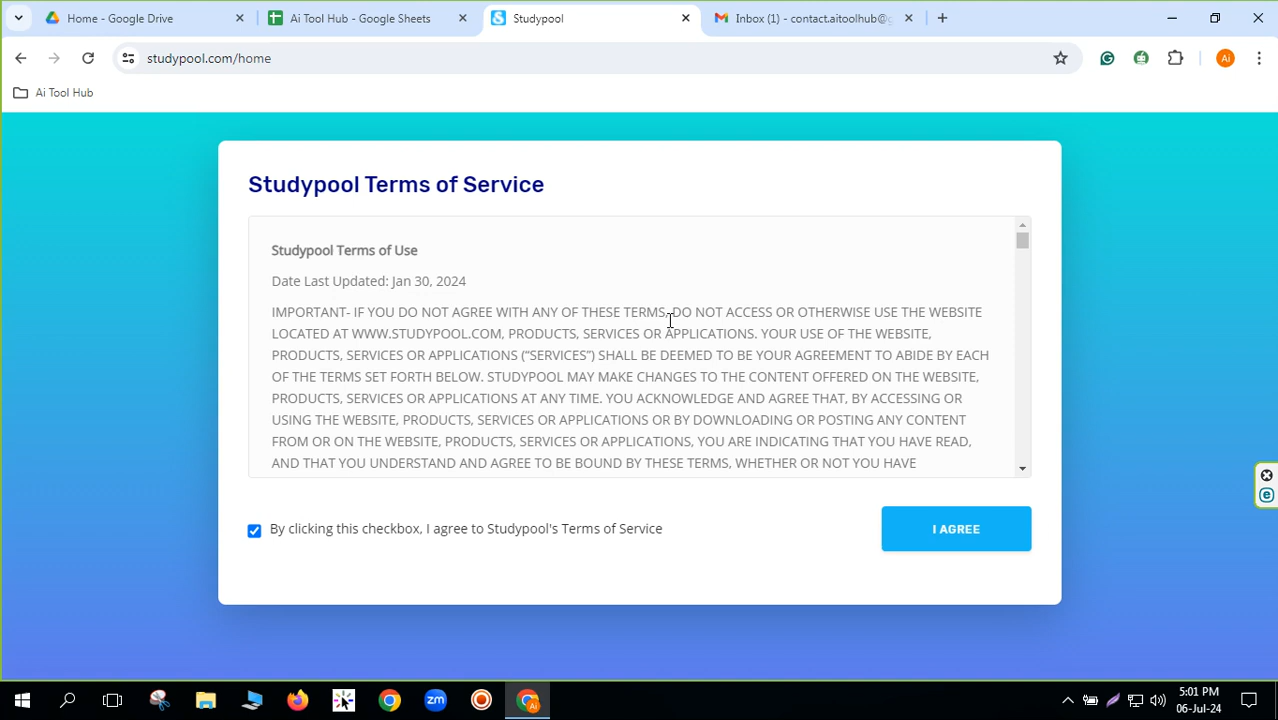 Home - Google Drive
Ai Tool Hub - Google Sheets
Studypool
Inbox (1) - contact.aitoolhub@g
studypool.com/home
Ai
Ai Tool Hub
Studypool Terms of Service
Studypool Terms of Use
Date Last Updated: Jan 30, 2024
IMPORTANT- IF YOU DO NOT AGREE WITH ANY OF THESE TERMS, DO NOT ACCESS OR OTHERWISE USE THE WEBSITE
LOCATED AT WWW.STUDYPOOL.COM, PRODUCTS, SERVICES OR APPLICATIONS. YOUR USE OF THE WEBSITE,
PRODUCTS, SERVICES OR APPLICATIONS (“SERVICES”) SHALL BE DEEMED TO BE YOUR AGREEMENT TO ABIDE BY EACH
OF THE TERMS SET FORTH BELOW. STUDYPOOL MAY MAKE CHANGES TO THE CONTENT OFFERED ON THE WEBSITE,
PRODUCTS, SERVICES OR APPLICATIONS AT ANY TIME. YOU ACKNOWLEDGE AND AGREE THAT, BY ACCESSING OR
USING THE WEBSITE, PRODUCTS, SERVICES OR APPLICATIONS OR BY DOWNLOADING OR POSTING ANY CONTENT
FROM OR ON THE WEBSITE, PRODUCTS, SERVICES OR APPLICATIONS, YOU ARE INDICATING THAT YOU HAVE READ,
AND THAT YOU UNDERSTAND AND AGREE TO BE BOUND BY THESE TERMS, WHETHER OR NOT YOU HAVE
By clicking this checkbox, I agree to Studypool's Terms of Service
I AGREE
zm
Ai
5:01 PM
06-Jul-24